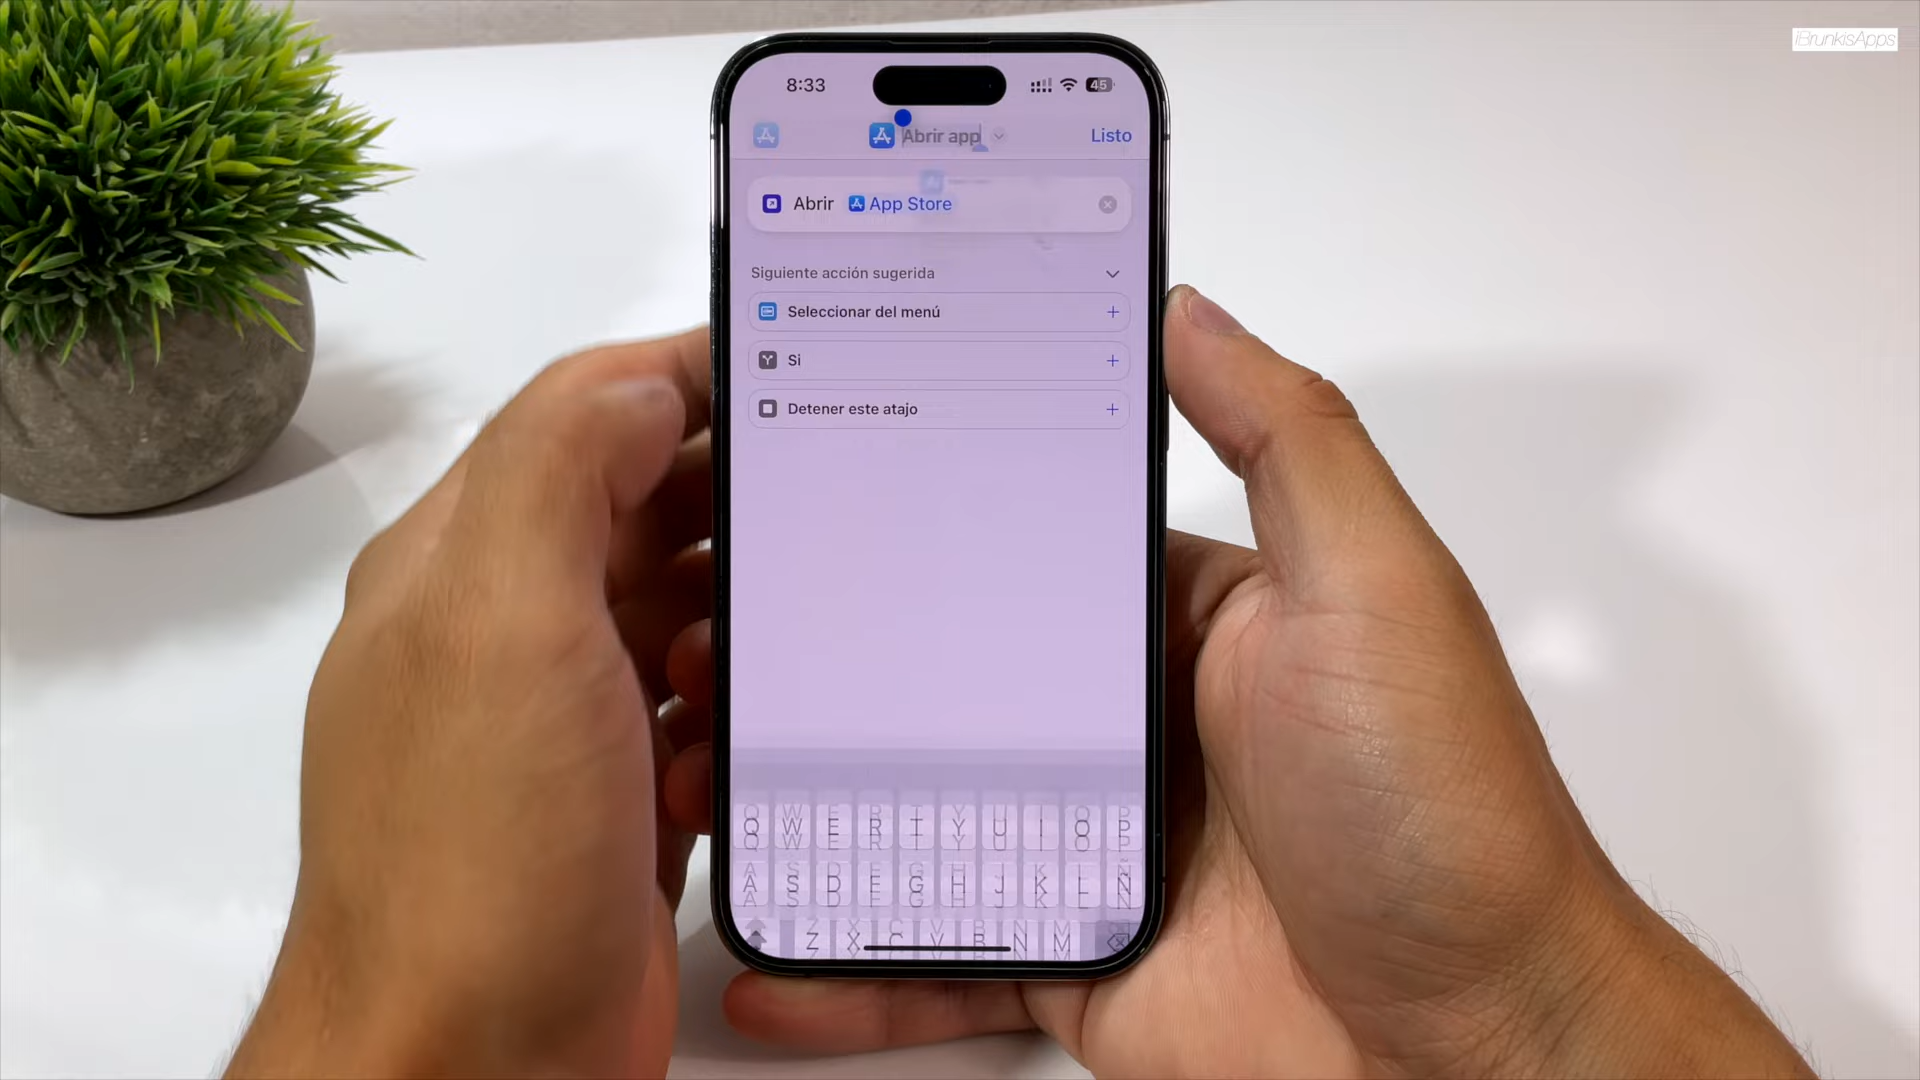 iBrunkisApps
8:33
45
Abrir app
Listo
Abrir App Store
Siguiente acción sugerida
Seleccionar del menú
Si
Detener este atajo
Q W E R T Y U I O P
A S D F G H J K L Ñ
Z X C V B N M